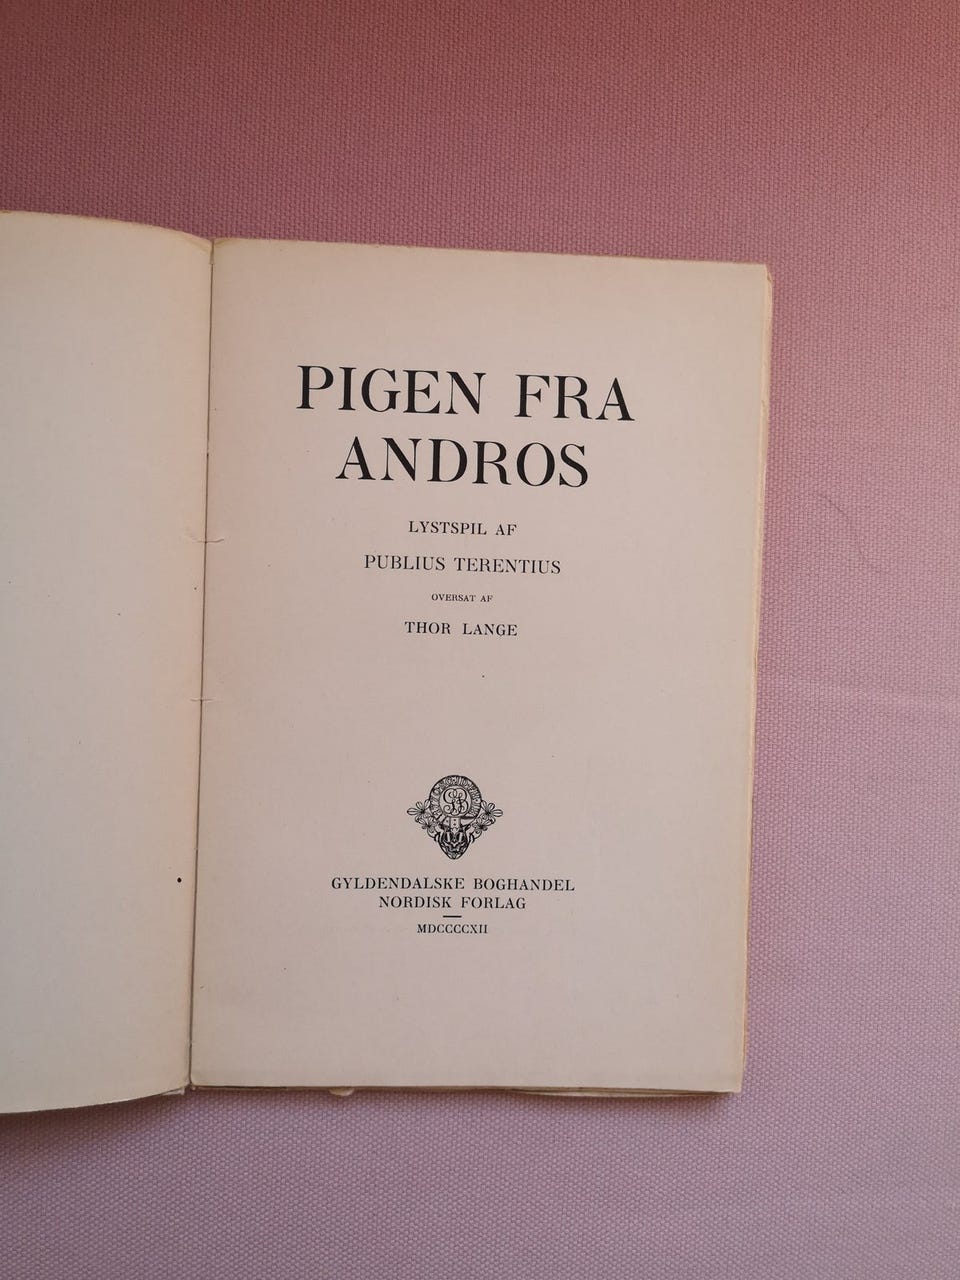 PIGEN FRA
ANDROS
LYSTSPIL AF
PUBLIUS TERENTIUS
OVERSAT AF
THOR LANGE
GYLDENDALSKE BOGHANDEL
NORDISK FORLAG
MDCCCCXII